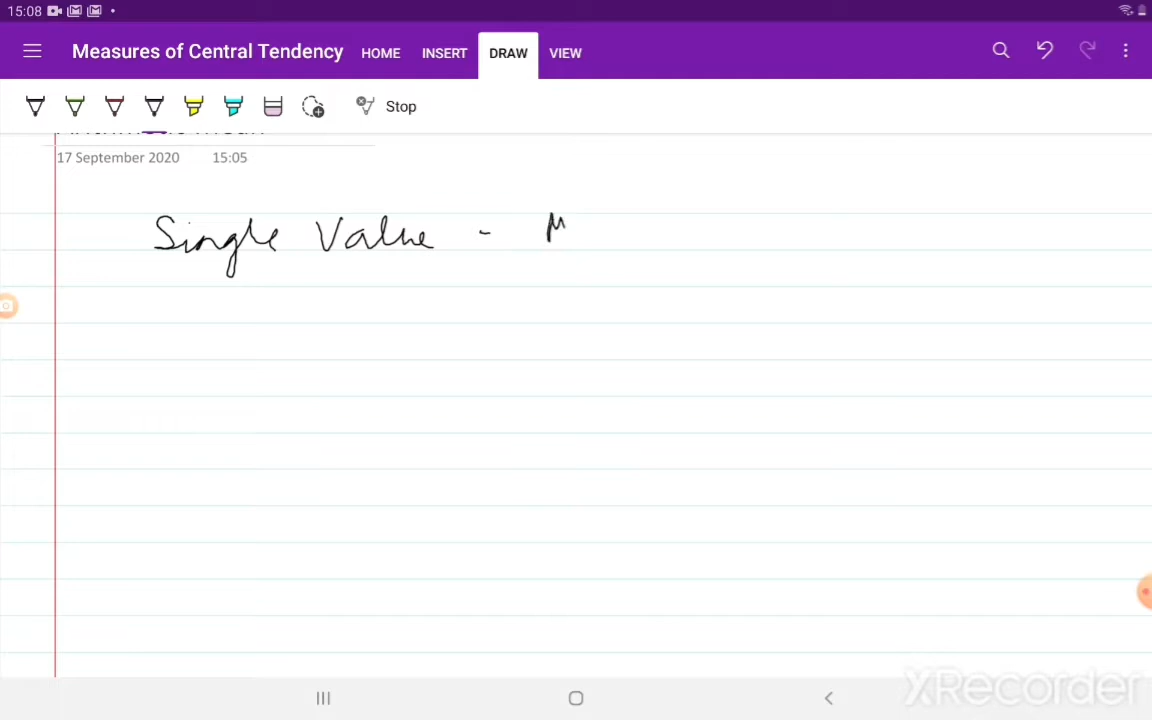 15:08
Measures of Central Tendency HOME INSERT DRAW VIEW
Stop
17 September 2020 15:05
Single Value - M
XRecorder